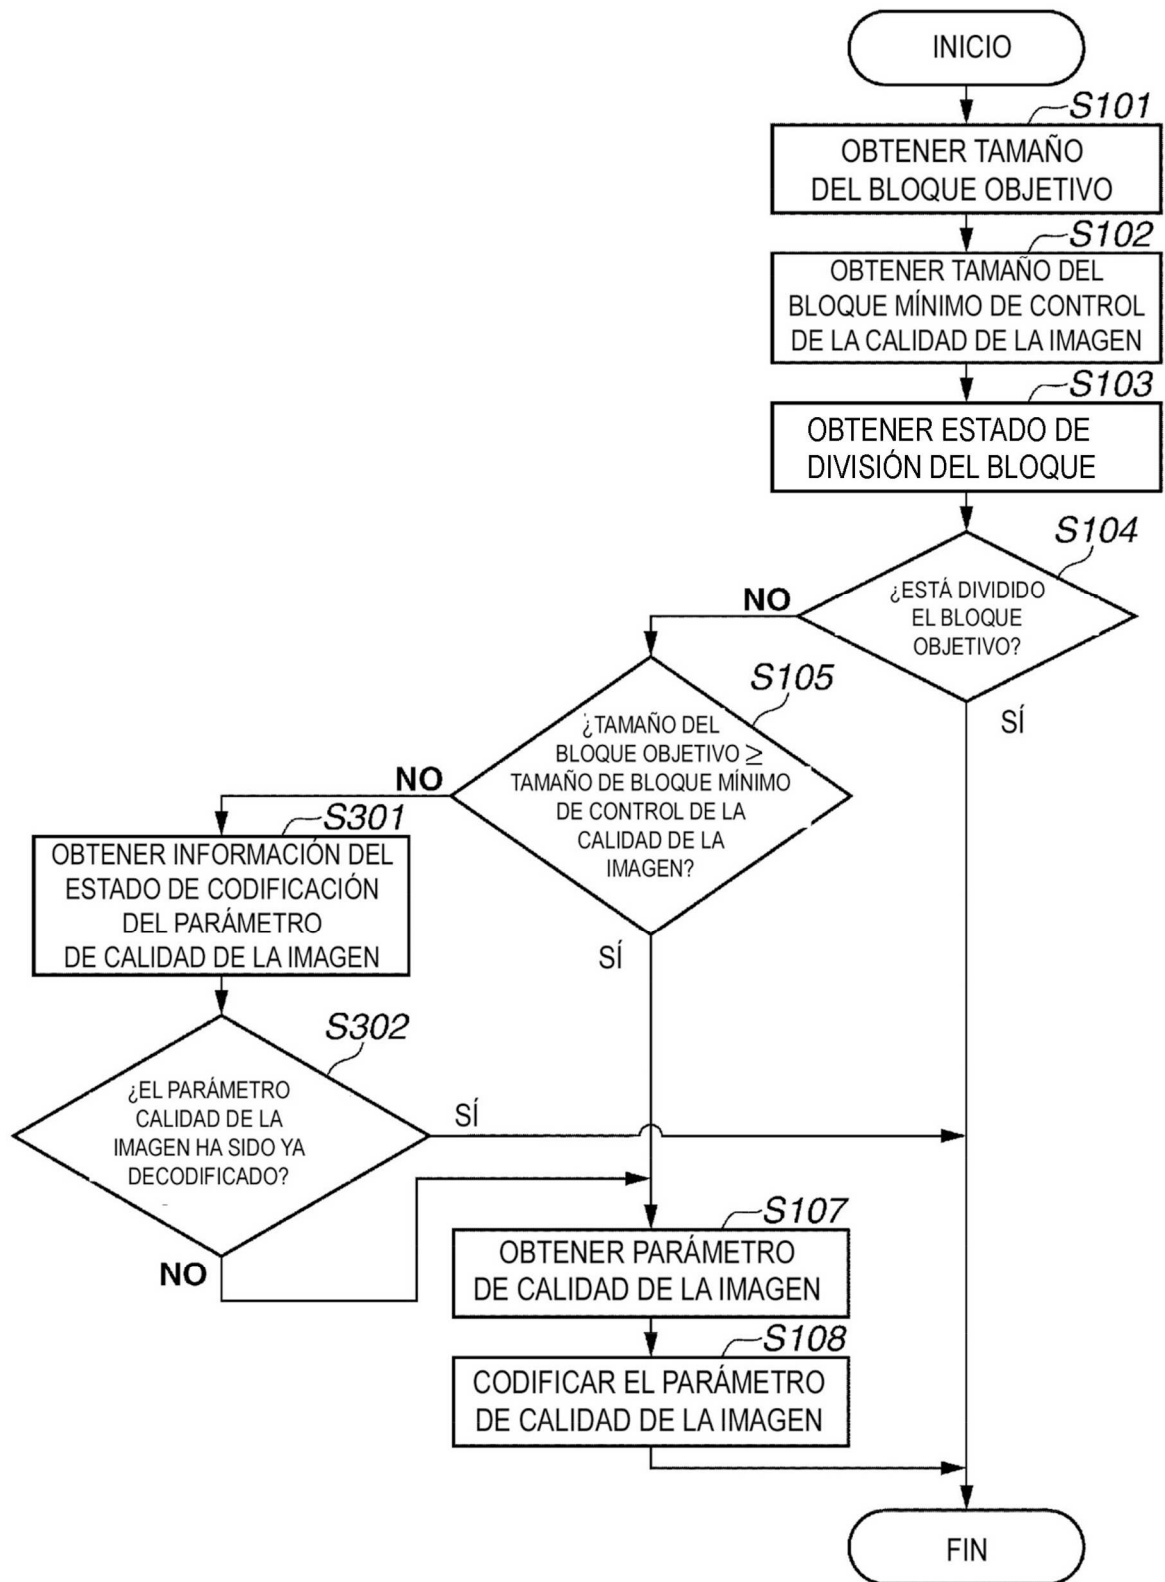 INICIO
S101
OBTENER TAMAÑO
DEL BLOQUE OBJETIVO
S102
OBTENER TAMAÑO DEL
BLOQUE MÍNIMO DE CONTROL
DE LA CALIDAD DE LA IMAGEN
S103
OBTENER ESTADO DE
DIVISIÓN DEL BLOQUE
S104
¿ESTÁ DIVIDIDO
EL BLOQUE
OBJETIVO?
NO
SÍ
S105
¿TAMAÑO DEL
BLOQUE OBJETIVO ≥
TAMAÑO DE BLOQUE MÍNIMO
DE CONTROL DE LA
CALIDAD DE LA
IMAGEN?
NO
SÍ
S301
OBTENER INFORMACIÓN DEL
ESTADO DE CODIFICACIÓN
DEL PARÁMETRO
DE CALIDAD DE LA IMAGEN
S302
¿EL PARÁMETRO
CALIDAD DE LA
IMAGEN HA SIDO YA
DECODIFICADO?
SÍ
NO
S107
OBTENER PARÁMETRO
DE CALIDAD DE LA IMAGEN
S108
CODIFICAR EL PARÁMETRO
DE CALIDAD DE LA IMAGEN
FIN